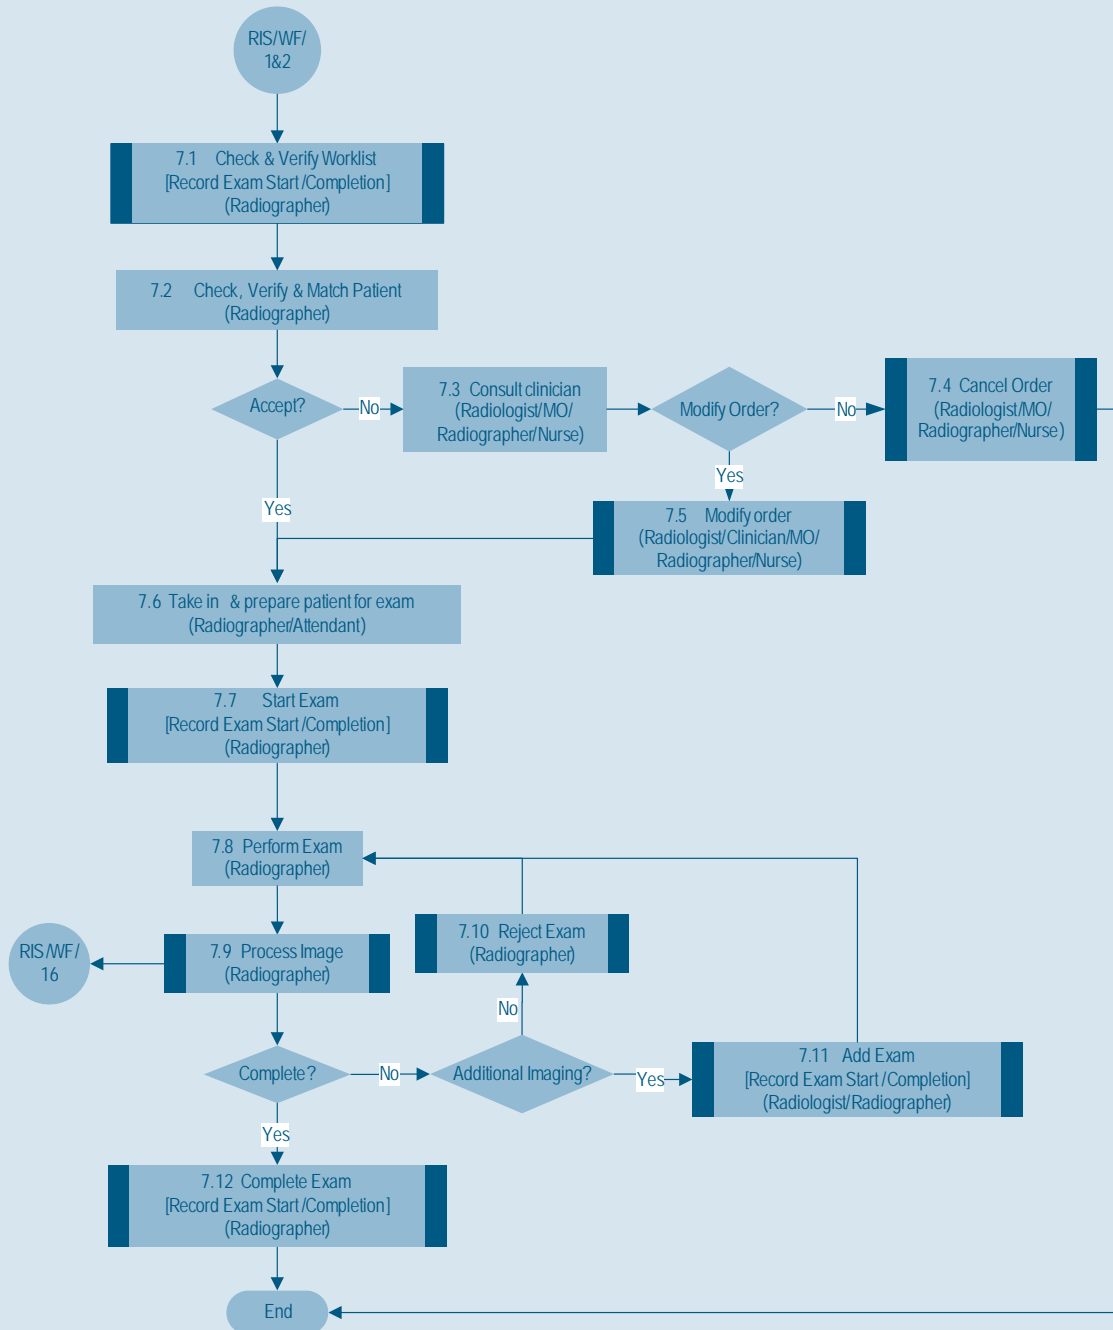 RIS/WF/
1&2
7.1 Check & Verify Worklist
[Record Exam Start/Completion]
(Radiographer)
7.2 Check, Verify & Match Patient
(Radiographer)
Accept?
No
7.3 Consult clinician
(Radiologist/MO/
Radiographer/Nurse)
Modify Order?
No
7.4 Cancel Order
(Radiologist/MO/
Radiographer/Nurse)
Yes
Yes
7.5 Modify order
(Radiologist/Clinician/MO/
Radiographer/Nurse)
7.6 Take in & prepare patient for exam
(Radiographer/Attendant)
7.7 Start Exam
[Record Exam Start/Completion]
(Radiographer)
7.8 Perform Exam
(Radiographer)
RIS/WF/
16
7.9 Process Image
(Radiographer)
7.10 Reject Exam
(Radiographer)
No
Complete?
No
Additional Imaging?
Yes
7.11 Add Exam
[Record Exam Start/Completion]
(Radiologist/Radiographer)
Yes
7.12 Complete Exam
[Record Exam Start/Completion]
(Radiographer)
End